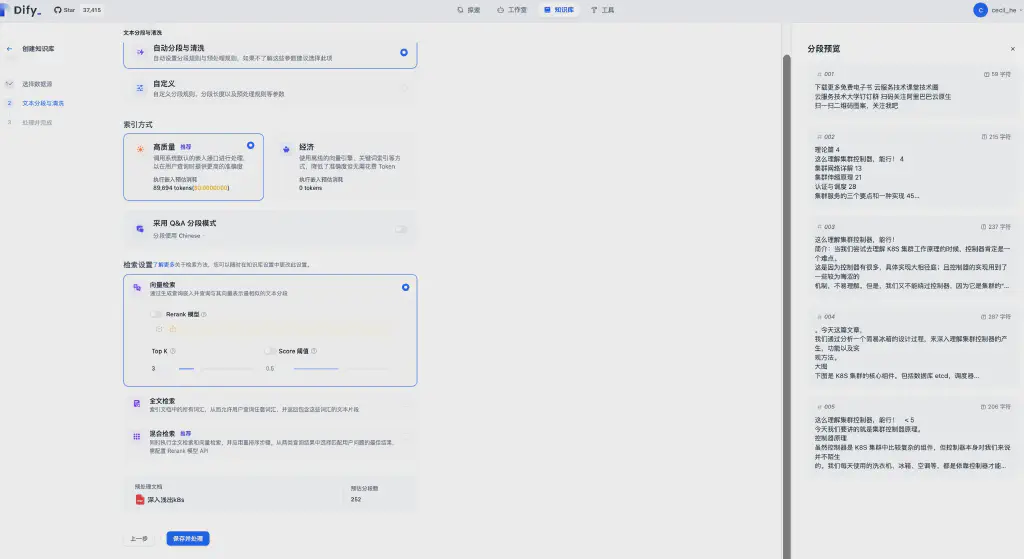 Dify_
Star 37,415
探索
工作室
知识库
工具
cecil_he
创建知识库
选择数据源
2 文本分段与清洗
3 处理并完成
文本分段与清洗
自动分段与清洗
自动设置分段规则与预处理规则，如果不了解这些参数建议选择此项
自定义
自定义分段规则、分段长度以及预处理规则等参数
索引方式
高质量 推荐
调用系统默认的嵌入接口进行处理，以在用户查询时提供更高的准确度
执行嵌入预估消耗
89,694 tokens($0.0000000)
经济
使用离线的向量引擎、关键词索引等方式，降低了准确度但无需花费 Token
执行嵌入预估消耗
0 tokens
采用 Q&A 分段模式
分段使用 Chinese
检索设置
了解更多关于检索方法，您可以随时在知识库设置中更改此设置。
向量检索
通过生成查询嵌入并查询与其向量表示最相似的文本分段
Rerank 模型
Top K
Score 阈值
3
0.5
全文检索
索引文档中的所有词汇，从而允许用户查询任意词汇，并返回包含这些词汇的文本片段
混合检索 推荐
同时执行全文检索和向量检索，并应用重排序步骤，从两类查询结果中选择匹配用户问题的最佳结果，
需配置 Rerank 模型 API
预处理文档
深入浅出k8s
预估分段数
252
上一步
保存并处理
分段预览
001
59 字符
下载更多免费电子书 云服务技术课堂技术圈
云服务技术大学钉钉群 扫码关注阿里巴巴云原生
扫一扫二维码图案，关注我吧
002
215 字符
理论篇 4
这么理解集群控制器，能行！ 4
集群网络详解 13
集群伸缩原理 21
认证与调度 28
集群服务的三个要点和一种实现 45...
003
237 字符
这么理解集群控制器，能行！
简介：当我们尝试去理解 K8S 集群工作原理的时候，控制器肯定是一
个难点。
这是因为控制器有很多，具体实现大相径庭；且控制器的实现用到了
一些较为晦涩的
机制，不易理解。但是，我们又不能绕过控制器，因为它是集群的"...
004
287 字符
。今天这篇文章，
我们通过分析一个简易冰箱的设计过程，来深入理解集群控制器的产
生，功能以及实
现方法。
大图
下图是 K8S 集群的核心组件，包括数据库 etcd，调度器...
005
206 字符
这么理解集群控制器，能行！ < 5
今天我们要讲的就是集群控制器原理。
控制器原理
虽然控制器是 K8S 集群中比较复杂的组件，但控制器本身对我们来说
并不陌生
的。我们每天使用的洗衣机、冰箱、空调等，都是依靠控制器才能...